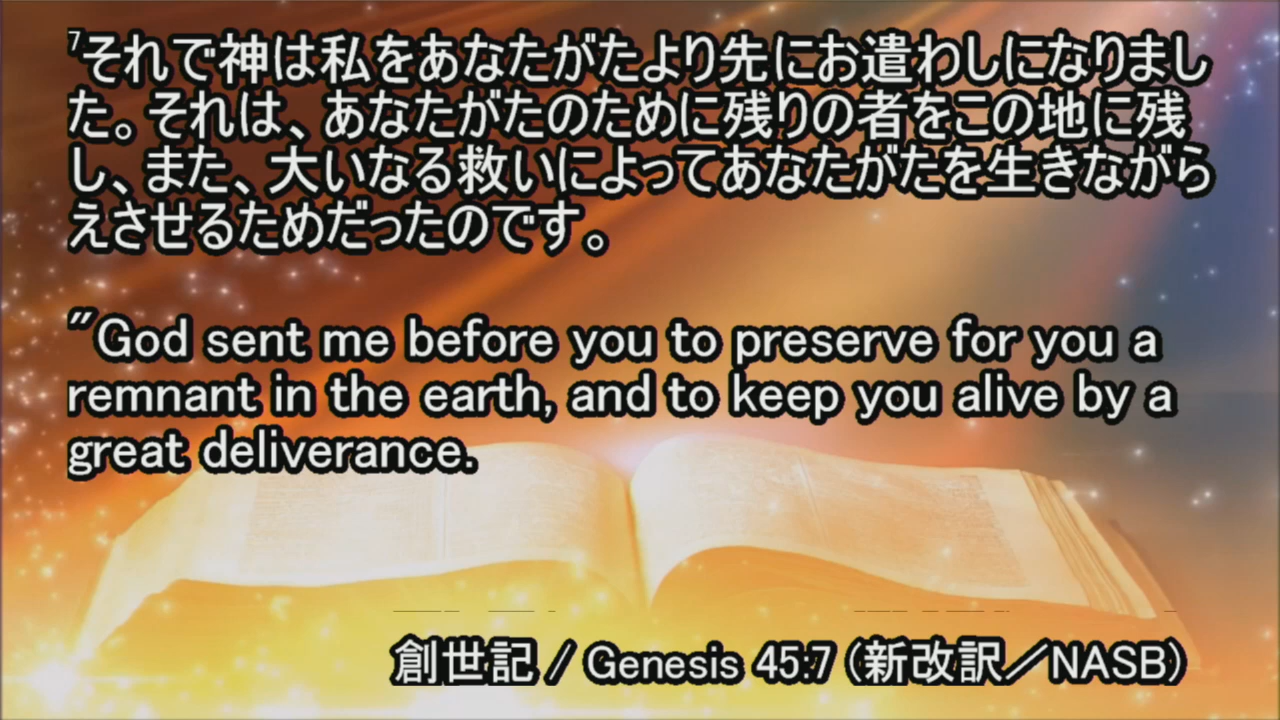 7それで神は私をあなたがたより先にお遣わしになりまし
た。それは、あなたがたのために残りの者をこの地に残
し、また、大いなる救いによってあなたがたを生きながら
えさせるためだったのです。
"God sent me before you to preserve for you a
remnant in the earth, and to keep you alive by a
great deliverance.
創世記 / Genesis 45:7 (新改訳／NASB)